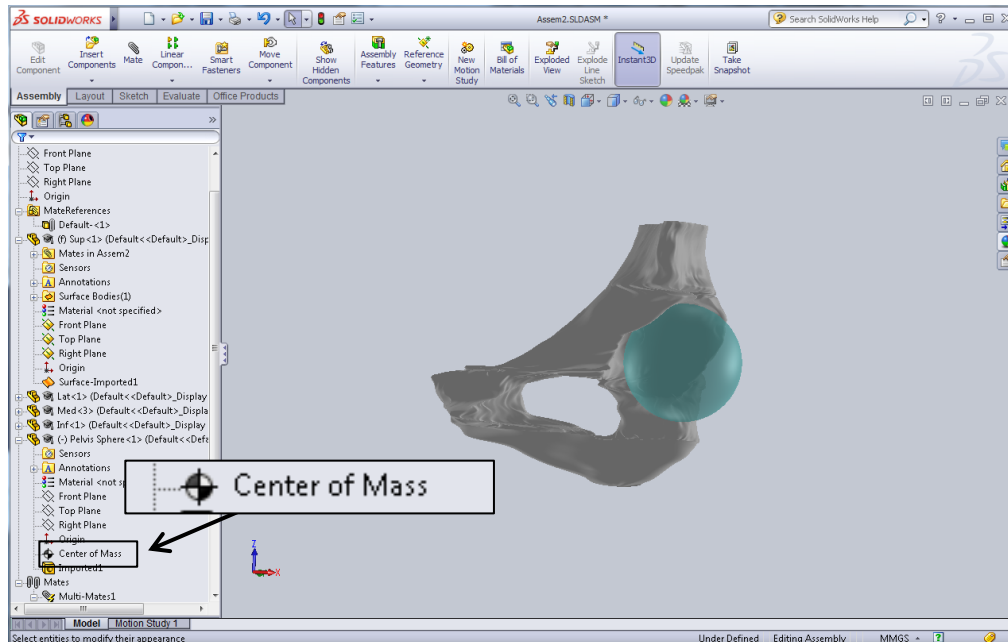 SOLIDWORKS
Assem2.SLDASM *
Search SolidWorks Help
Edit Component
Insert Components
Mate
Linear Compon...
Smart Fasteners
Move Component
Show Hidden Components
Assembly Features
Reference Geometry
New Motion Study
Bill of Materials
Exploded View
Explode Line Sketch
Instant3D
Update Speedpak
Take Snapshot
Assembly
Layout
Sketch
Evaluate
Office Products
Front Plane
Top Plane
Right Plane
Origin
MateReferences
Default-<1>
(f) Sup<1> (Default<<Default>_Disp
Mates in Assem2
Sensors
Annotations
Surface Bodies(1)
Material <not specified>
Front Plane
Top Plane
Right Plane
Origin
Surface-Imported1
Lat<1> (Default<<Default>_Display
Med<3> (Default<<Default>_Displa
Inf<1> (Default<<Default>_Display
(-) Pelvis Sphere<1> (Default<<Defa
Sensors
Annotations
Material <not sp
Front Plane
Top Plane
Right Plane
Origin
Center of Mass
Imported1
Mates
Multi-Mates1
Center of Mass
Z
X
Model
Motion Study 1
Select entities to modify their appearance
Under Defined
Editing Assembly
MMGS